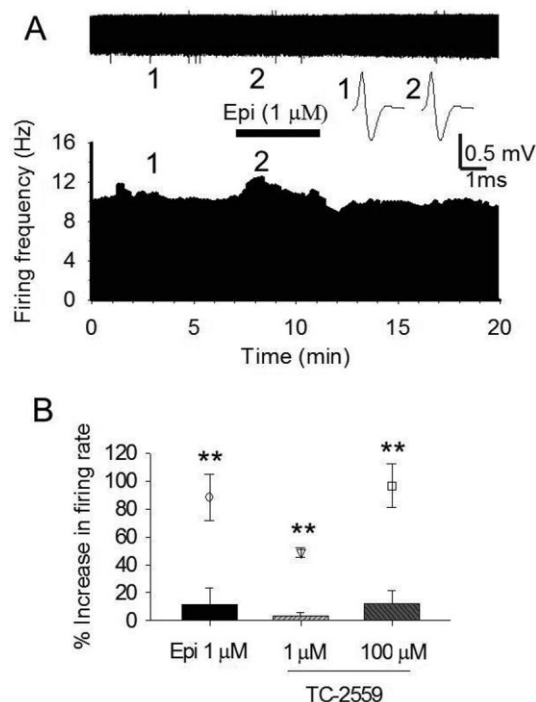 A
1 2
Epi (1 µM)
1 2
0.5 mV
1ms
Firing frequency (Hz)
16
12
8
4
0
1 2
0 5 10 15 20
Time (min)
B
% Increase in firing rate
120
100
80
60
40
20
0
** ** **
Epi 1 µM 1 µM 100 µM
TC-2559